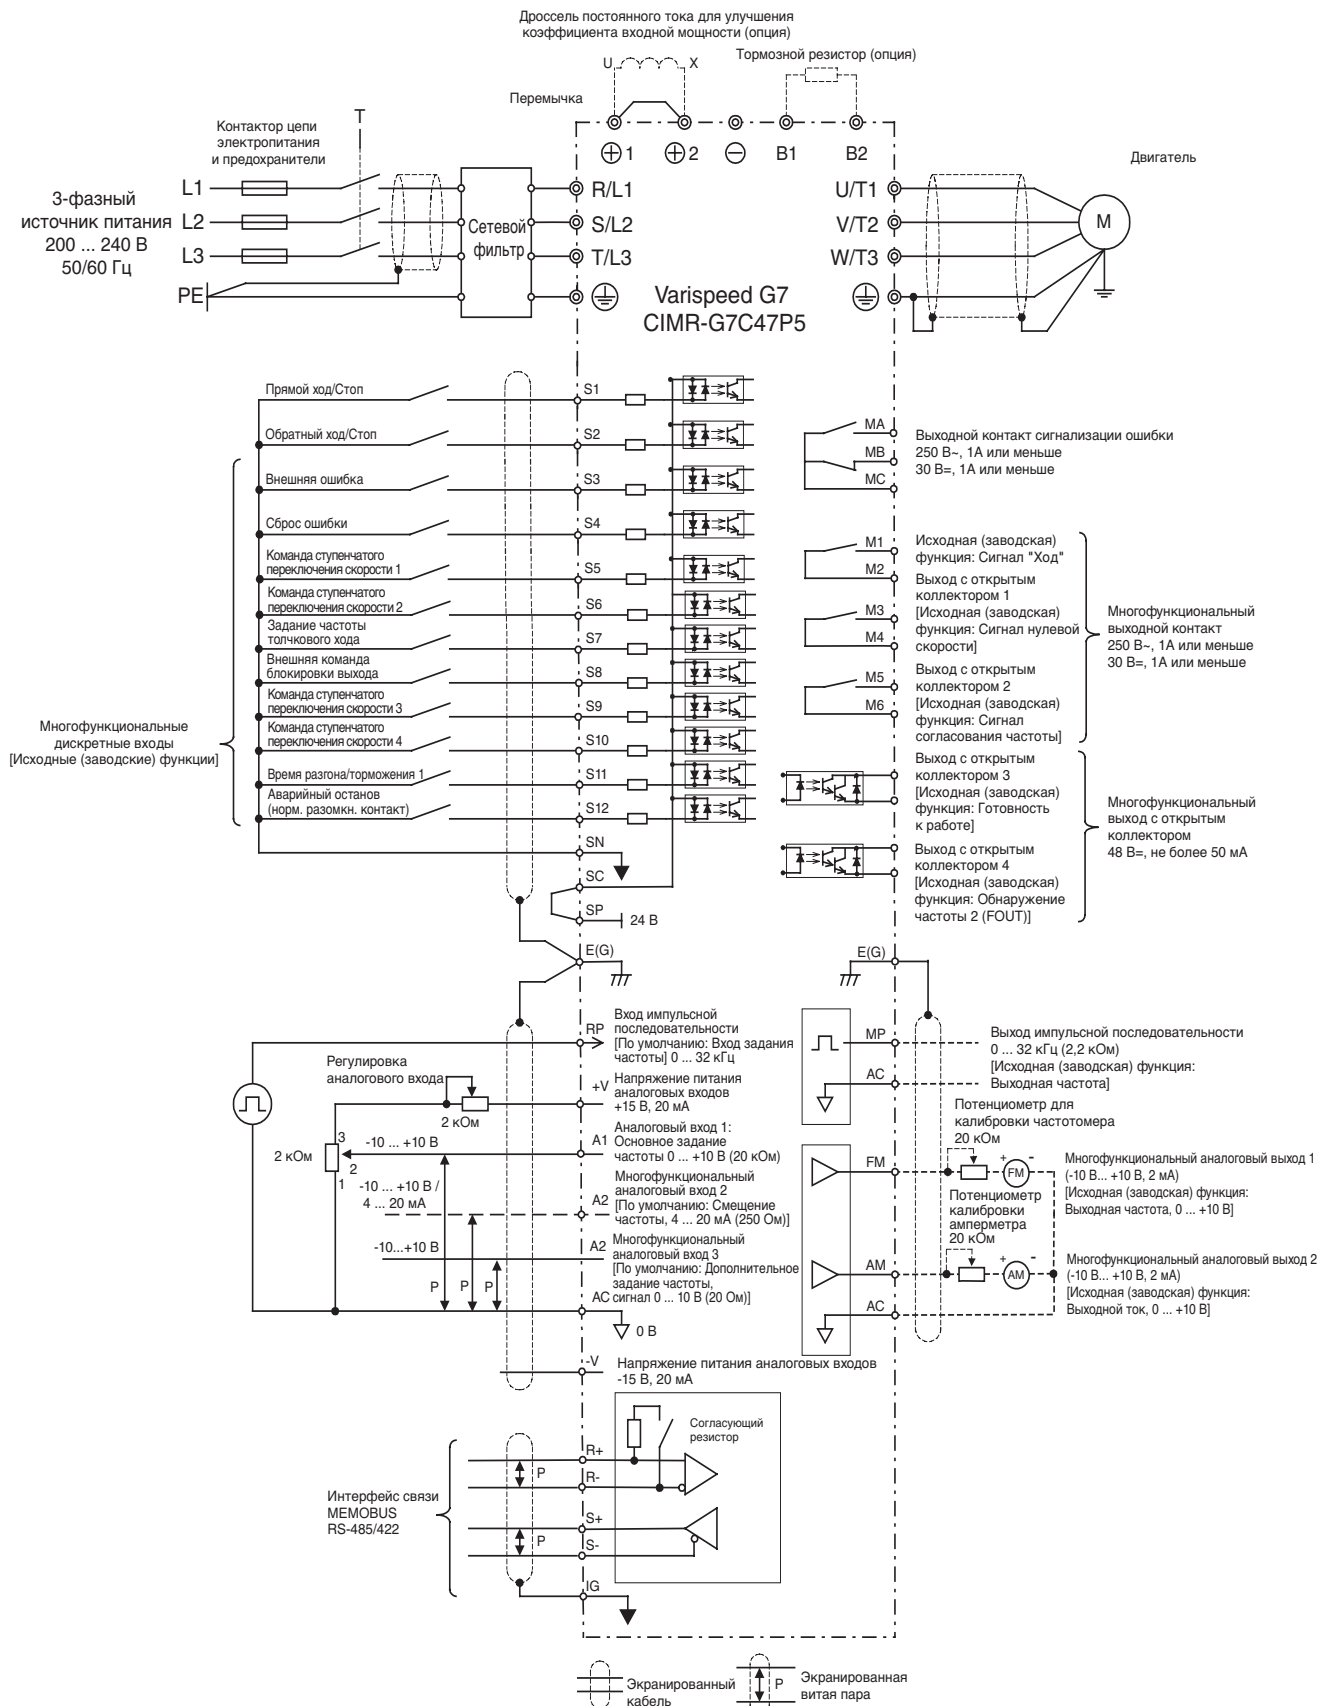 Дроссель постоянного тока для улучшения
коэффициента входной мощности (опция)
U
X
Тормозной резистор (опция)
Перемычка
T
Контактор цепи
электропитания
и предохранители
1
2
B1
B2
Двигатель
3-фазный
источник питания
200 ... 240 В
50/60 Гц
L1
L2
L3
PE
Сетевой
фильтр
R/L1
S/L2
T/L3
U/T1
V/T2
W/T3
M
Varispeed G7
CIMR-G7C47P5
Прямой ход/Стоп
S1
Обратный ход/Стоп
S2
Внешняя ошибка
S3
Сброс ошибки
S4
Команда ступенчатого
переключения скорости 1
S5
Команда ступенчатого
переключения скорости 2
S6
Задание частоты
толчкового хода
S7
Внешняя команда
блокировки выхода
S8
Команда ступенчатого
переключения скорости 3
S9
Команда ступенчатого
переключения скорости 4
S10
Время разгона/торможения 1
S11
Аварийный останов
(норм. разомкн. контакт)
S12
Многофункциональные
дискретные входы
[Исходные (заводские) функции]
SN
SC
SP
24 В
E(G)
MA
MB
MC
Выходной контакт сигнализации ошибки
250 В~, 1А или меньше
30 В=, 1А или меньше
M1
M2
M3
M4
M5
M6
Исходная (заводская)
функция: Сигнал "Ход"
Выход с открытым
коллектором 1
[Исходная (заводская)
функция: Сигнал нулевой
скорости]
Выход с открытым
коллектором 2
[Исходная (заводская)
функция: Сигнал
согласования частоты]
Многофункциональный
выходной контакт
250 В~, 1А или меньше
30 В=, 1А или меньше
Выход с открытым
коллектором 3
[Исходная (заводская)
функция: Готовность
к работе]
Выход с открытым
коллектором 4
[Исходная (заводская)
функция: Обнаружение
частоты 2 (FOUT)]
Многофункциональный
выход с открытым
коллектором
48 В=, не более 50 мА
E(G)
RP
Вход импульсной
последовательности
[По умолчанию: Вход задания
частоты] 0 ... 32 кГц
Регулировка
аналогового входа
2 кОм
+V
Напряжение питания
аналоговых входов
+15 В, 20 мА
2 кОм
3
2
1
-10 ... +10 В
A1
Аналоговый вход 1:
Основное задание
частоты 0 ... +10 В (20 кОм)
-10 ... +10 В /
4 ... 20 мА
A2
Многофункциональный
аналоговый вход 2
[По умолчанию: Смещение
частоты, 4 ... 20 мА (250 Ом)]
-10...+10 В
A2
Многофункциональный
аналоговый вход 3
[По умолчанию: Дополнительное
задание частоты,
AC
сигнал 0 ... 10 В (20 Ом)]
P
P
P
0 В
-V
Напряжение питания аналоговых входов
-15 В, 20 мА
MP
AC
Выход импульсной последовательности
0 ... 32 кГц (2,2 кОм)
[Исходная (заводская) функция:
Выходная частота]
Потенциометр для
калибровки частотомера
20 кОм
FM
+
-
FM
Многофункциональный аналоговый выход 1
(-10 В... +10 В, 2 мА)
[Исходная (заводская) функция:
Выходная частота, 0 ... +10 В]
Потенциометр
калибровки
амперметра
20 кОм
AM
+
-
AM
Многофункциональный аналоговый выход 2
(-10 В... +10 В, 2 мА)
[Исходная (заводская) функция:
Выходной ток, 0 ... +10 В]
AC
Согласующий
резистор
Интерфейс связи
MEMOBUS
RS-485/422
R+
P
R-
S+
P
S-
IG
Экранированный
кабель
P
Экранированная
витая пара